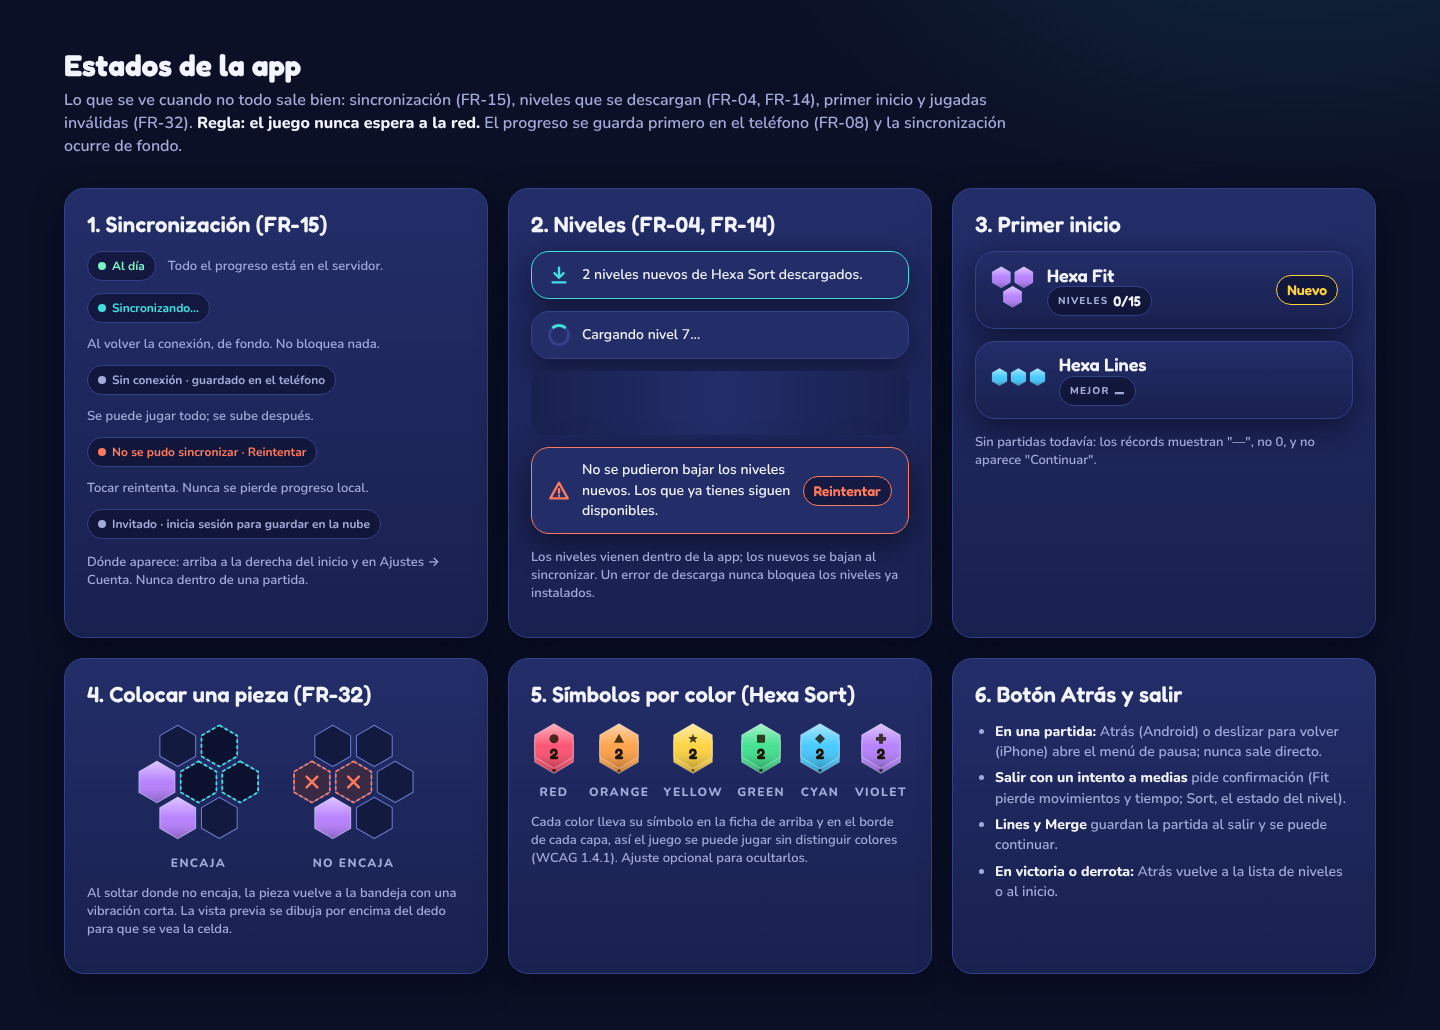 Estados de la app
Lo que se ve cuando no todo sale bien: sincronización (FR-15), niveles que se descargan (FR-04, FR-14), primer inicio y jugadas
inválidas (FR-32). Regla: el juego nunca espera a la red. El progreso se guarda primero en el teléfono (FR-08) y la sincronización
ocurre de fondo.
1. Sincronización (FR-15)
Al día
Todo el progreso está en el servidor.
Sincronizando...
Al volver la conexión, de fondo. No bloquea nada.
Sin conexión · guardado en el teléfono
Se puede jugar todo; se sube después.
No se pudo sincronizar · Reintentar
Tocar reintenta. Nunca se pierde progreso local.
Invitado · inicia sesión para guardar en la nube
Dónde aparece: arriba a la derecha del inicio y en Ajustes →
Cuenta. Nunca dentro de una partida.
2. Niveles (FR-04, FR-14)
2 niveles nuevos de Hexa Sort descargados.
Cargando nivel 7...
No se pudieron bajar los niveles
nuevos. Los que ya tienes siguen
disponibles.
Reintentar
Los niveles vienen dentro de la app; los nuevos se bajan al
sincronizar. Un error de descarga nunca bloquea los niveles ya
instalados.
3. Primer inicio
Hexa Fit
NIVELES 0/15
Nuevo
Hexa Lines
MEJOR —
Sin partidas todavía: los récords muestran "—", no 0, y no
aparece "Continuar".
4. Colocar una pieza (FR-32)
ENCAJA
NO ENCAJA
Al soltar donde no encaja, la pieza vuelve a la bandeja con una
vibración corta. La vista previa se dibuja por encima del dedo
para que se vea la celda.
5. Símbolos por color (Hexa Sort)
2 2 2 2 2 2
RED ORANGE YELLOW GREEN CYAN VIOLET
Cada color lleva su símbolo en la ficha de arriba y en el borde
de cada capa, así el juego se puede jugar sin distinguir colores
(WCAG 1.4.1). Ajuste opcional para ocultarlos.
6. Botón Atrás y salir
• En una partida: Atrás (Android) o deslizar para volver
(iPhone) abre el menú de pausa; nunca sale directo.
• Salir con un intento a medias pide confirmación (Fit
pierde movimientos y tiempo; Sort, el estado del nivel).
• Lines y Merge guardan la partida al salir y se puede
continuar.
• En victoria o derrota: Atrás vuelve a la lista de niveles
o al inicio.